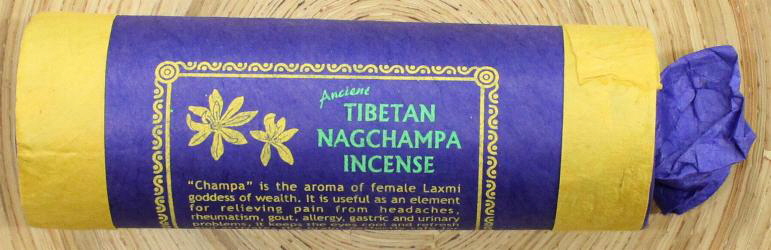 Ancient
TIBETAN
NAGCHAMPA
INCENSE
"Champa" is the aroma of female Laxmi
goddess of wealth. It is useful as an element
for relieving pain from headaches,
rheumatism, gout, allergy, gastric and urinary
problems, it keeps the eyes cool and refresh